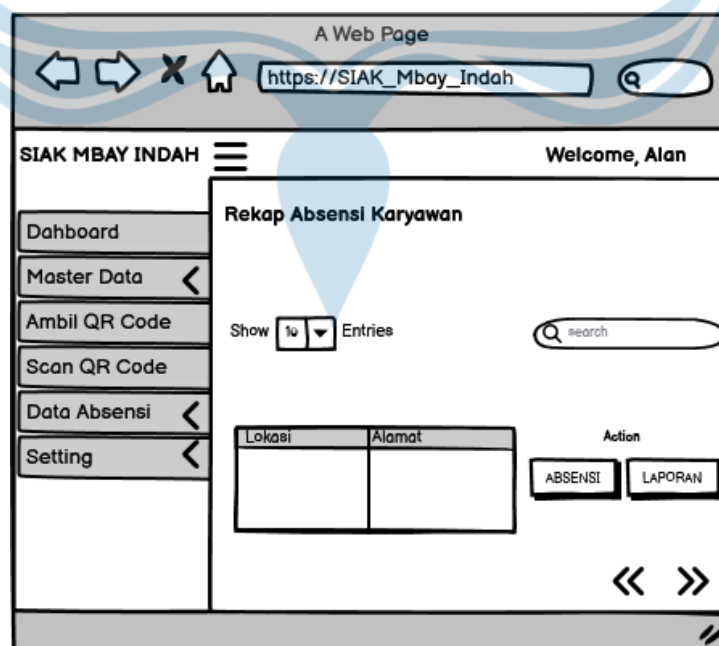 A Web Page
https://SIAK_Mbay_Indah
SIAK MBAY INDAH
Welcome, Alan
Rekap Absensi Karyawan
Dahboard
Master Data
Ambil QR Code
Scan QR Code
Data Absensi
Setting
Show 10 Entries
search
Lokasi Alamat Action
ABSENSI LAPORAN